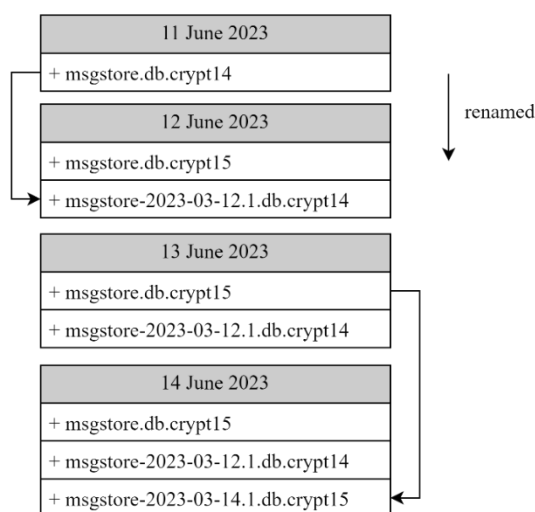 11 June 2023
+ msgstore.db.crypt14
renamed
12 June 2023
+ msgstore.db.crypt15
+ msgstore-2023-03-12.1.db.crypt14
13 June 2023
+ msgstore.db.crypt15
+ msgstore-2023-03-12.1.db.crypt14
14 June 2023
+ msgstore.db.crypt15
+ msgstore-2023-03-12.1.db.crypt14
+ msgstore-2023-03-14.1.db.crypt15